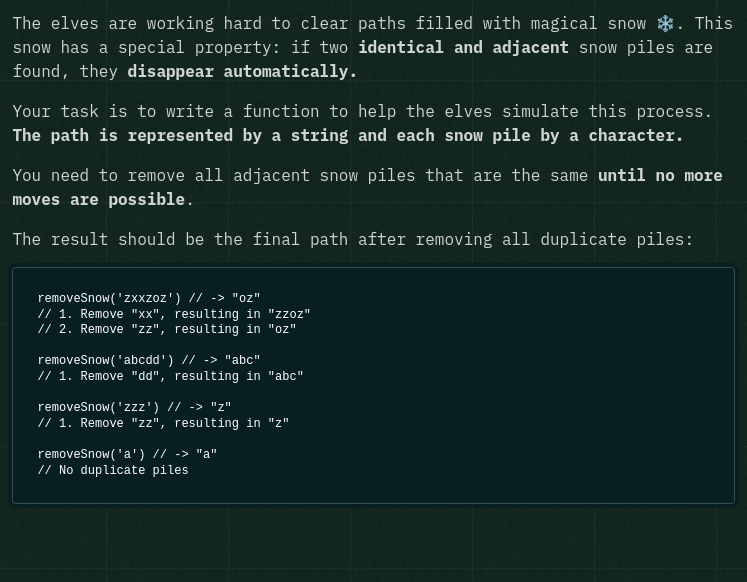 The elves are working hard to clear paths filled with magical snow ❄️. This
snow has a special property: if two identical and adjacent snow piles are
found, they disappear automatically.
Your task is to write a function to help the elves simulate this process.
The path is represented by a string and each snow pile by a character.
You need to remove all adjacent snow piles that are the same until no more
moves are possible.
The result should be the final path after removing all duplicate piles:
removeSnow('zxxzoz') // -> "oz"
// 1. Remove "xx", resulting in "zzoz"
// 2. Remove "zz", resulting in "oz"
removeSnow('abcdd') // -> "abc"
// 1. Remove "dd", resulting in "abc"
removeSnow('zzz') // -> "z"
// 1. Remove "zz", resulting in "z"
removeSnow('a') // -> "a"
// No duplicate piles